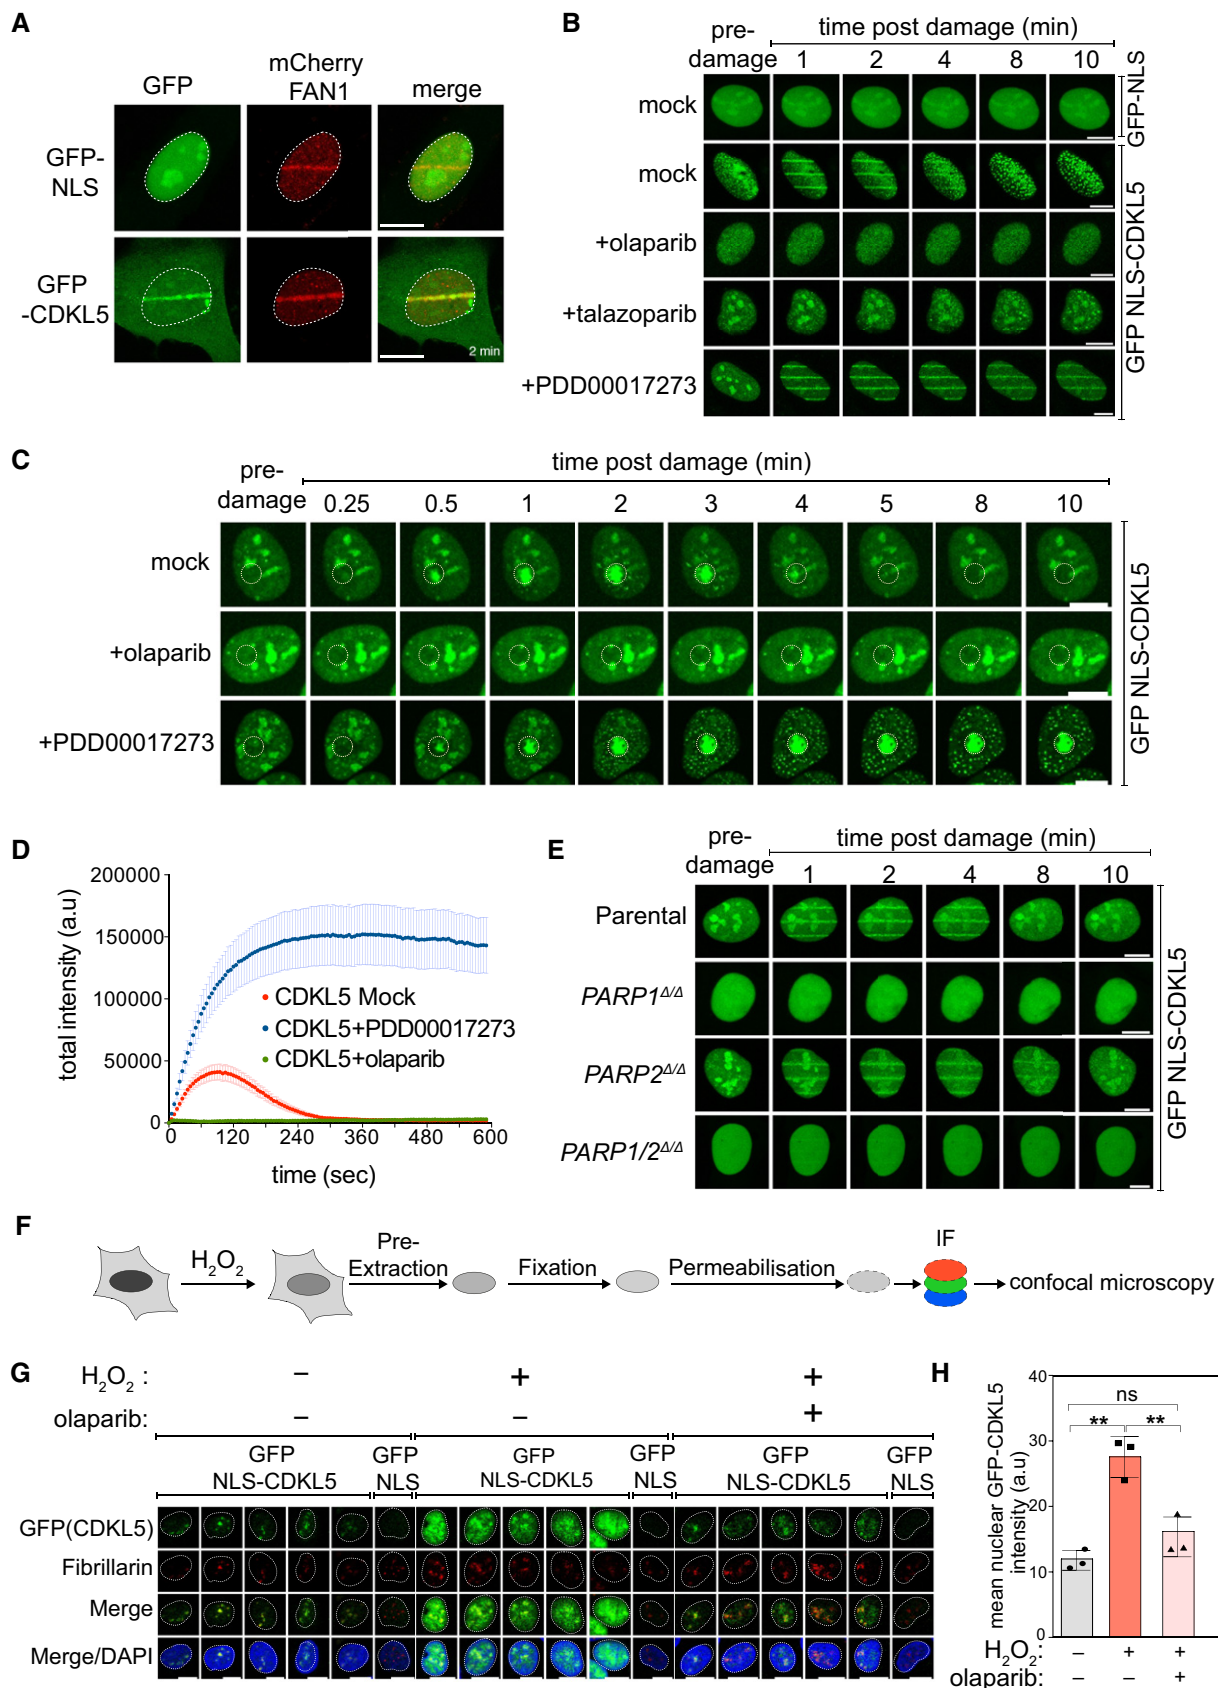 A
GFP
mCherry
FAN1
merge
GFP-
NLS
GFP
-CDKL5
2 min
B
pre-
damage
time post damage (min)
1 2 4 8 10
mock
mock
+olaparib
+talazoparib
+PDD00017273
GFP-NLS
GFP NLS-CDKL5
C
pre-
damage
time post damage (min)
0.25 0.5 1 2 3 4 5 8 10
mock
+olaparib
+PDD00017273
GFP NLS-CDKL5
D
total intensity (a.u)
200000
150000
100000
50000
0
CDKL5 Mock
CDKL5+PDD00017273
CDKL5+olaparib
0 120 240 360 480 600
time (sec)
E
pre-
damage
time post damage (min)
1 2 4 8 10
Parental
PARP1Δ/Δ
PARP2Δ/Δ
PARP1/2Δ/Δ
GFP NLS-CDKL5
F
H2O2
Pre-
Extraction
Fixation
Permeabilisation
IF
confocal microscopy
G
H2O2 : – + +
olaparib: – – +
GFP
NLS-CDKL5
GFP
NLS
GFP
NLS-CDKL5
GFP
NLS
GFP
NLS-CDKL5
GFP
NLS
GFP(CDKL5)
Fibrillarin
Merge
Merge/DAPI
H
mean nuclear GFP-CDKL5
intensity (a.u)
40
30
20
10
0
ns
** **
H2O2: – + +
olaparib: – – +